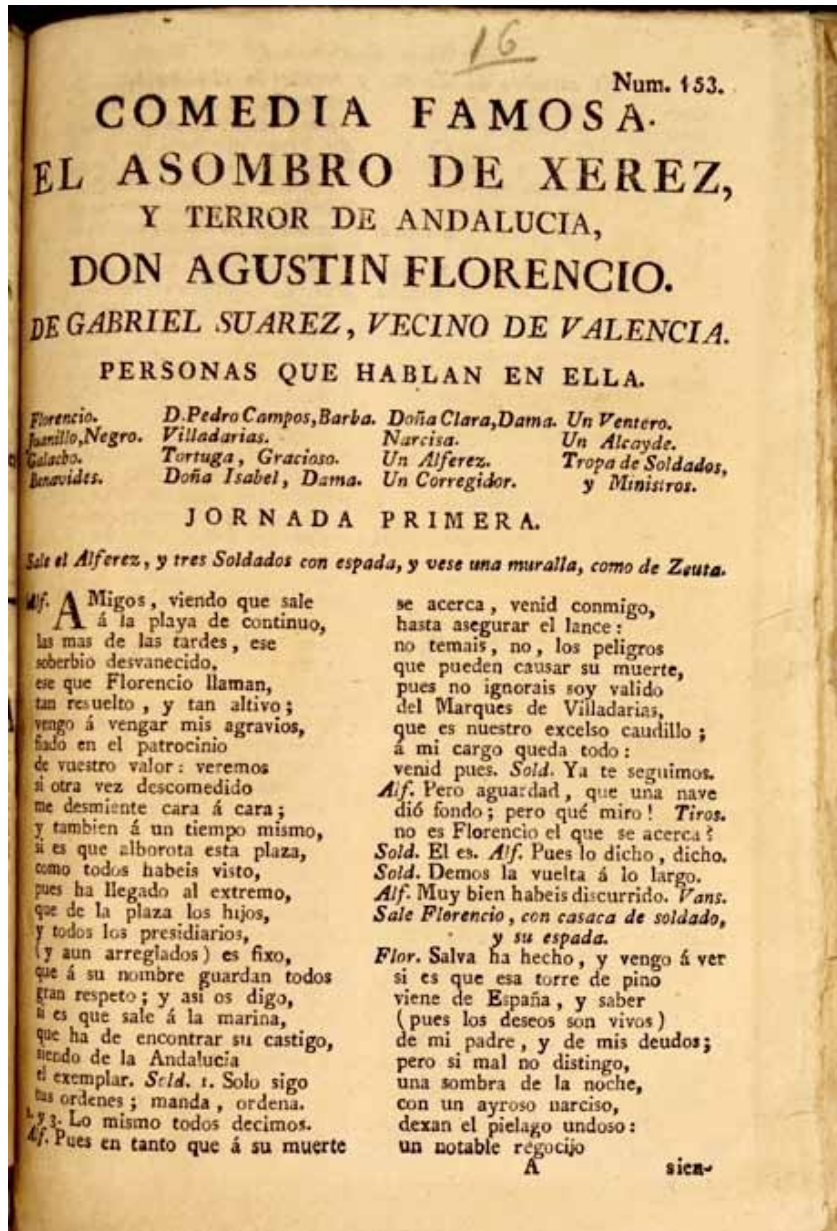 16
Num. 153.
COMEDIA FAMOSA.
EL ASOMBRO DE XEREZ,
Y TERROR DE ANDALUCIA,
DON AGUSTIN FLORENCIO.
DE GABRIEL SUAREZ, VECINO DE VALENCIA.
PERSONAS QUE HABLAN EN ELLA.
Florencio. D. Pedro Campos, Barba. Doña Clara, Dama. Un Ventero.
Juanillo, Negro. Villadarias. Narcisa. Un Alcayde.
Galacho. Tortuga, Gracioso. Un Alferez. Tropa de Soldados,
Benavides. Doña Isabel, Dama. Un Corregidor. y Ministros.
JORNADA PRIMERA.
Sale el Alferez, y tres Soldados con espada, y vese una muralla, como de Zeuta.
Alf. AMigos, viendo que sale
á la playa de continuo,
las mas de las tardes, ese
soberbio desvanecido,
ese que Florencio llaman,
tan resuelto, y tan altivo;
vengo á vengar mis agravios,
fiado en el patrocinio
de vuestro valor: veremos
si otra vez descomedido
me desmiente cara á cara;
y tambien á un tiempo mismo,
si es que alborota esta plaza,
como todos habeis visto,
pues ha llegado al extremo,
que de la plaza los hijos,
y todos los presidiarios,
(y aun arreglados) es fixo,
que á su nombre guardan todos
gran respeto; y asi os digo,
si es que sale á la marina,
que ha de encontrar su castigo,
siendo de la Andalucia
el exemplar. Sold. 1. Solo sigo
tus ordenes; manda, ordena.
2. y 3. Lo mismo todos decimos.
Alf. Pues en tanto que á su muerte
se acerca, venid conmigo,
hasta asegurar el lance:
no temais, no, los peligros
que pueden causar su muerte,
pues no ignorais soy valido
del Marques de Villadarias,
que es nuestro excelso caudillo;
á mi cargo queda todo:
venid pues. Sold. Ya te seguimos.
Alf. Pero aguardad, que una nave
dió fondo; pero qué miro! Tiros.
no es Florencio el que se acerca?
Sold. El es. Alf. Pues lo dicho, dicho.
Sold. Demos la vuelta á lo largo.
Alf. Muy bien habeis discurrido. Vans.
Sale Florencio, con casaca de soldado,
y su espada.
Flor. Salva ha hecho, y vengo á ver
si es que esa torre de pino
viene de España, y saber
(pues los deseos son vivos)
de mi padre, y de mis deudos;
pero si mal no distingo,
una sombra de la noche,
con un ayroso narciso,
dexan el pielago undoso:
un notable regocijo
A sien-